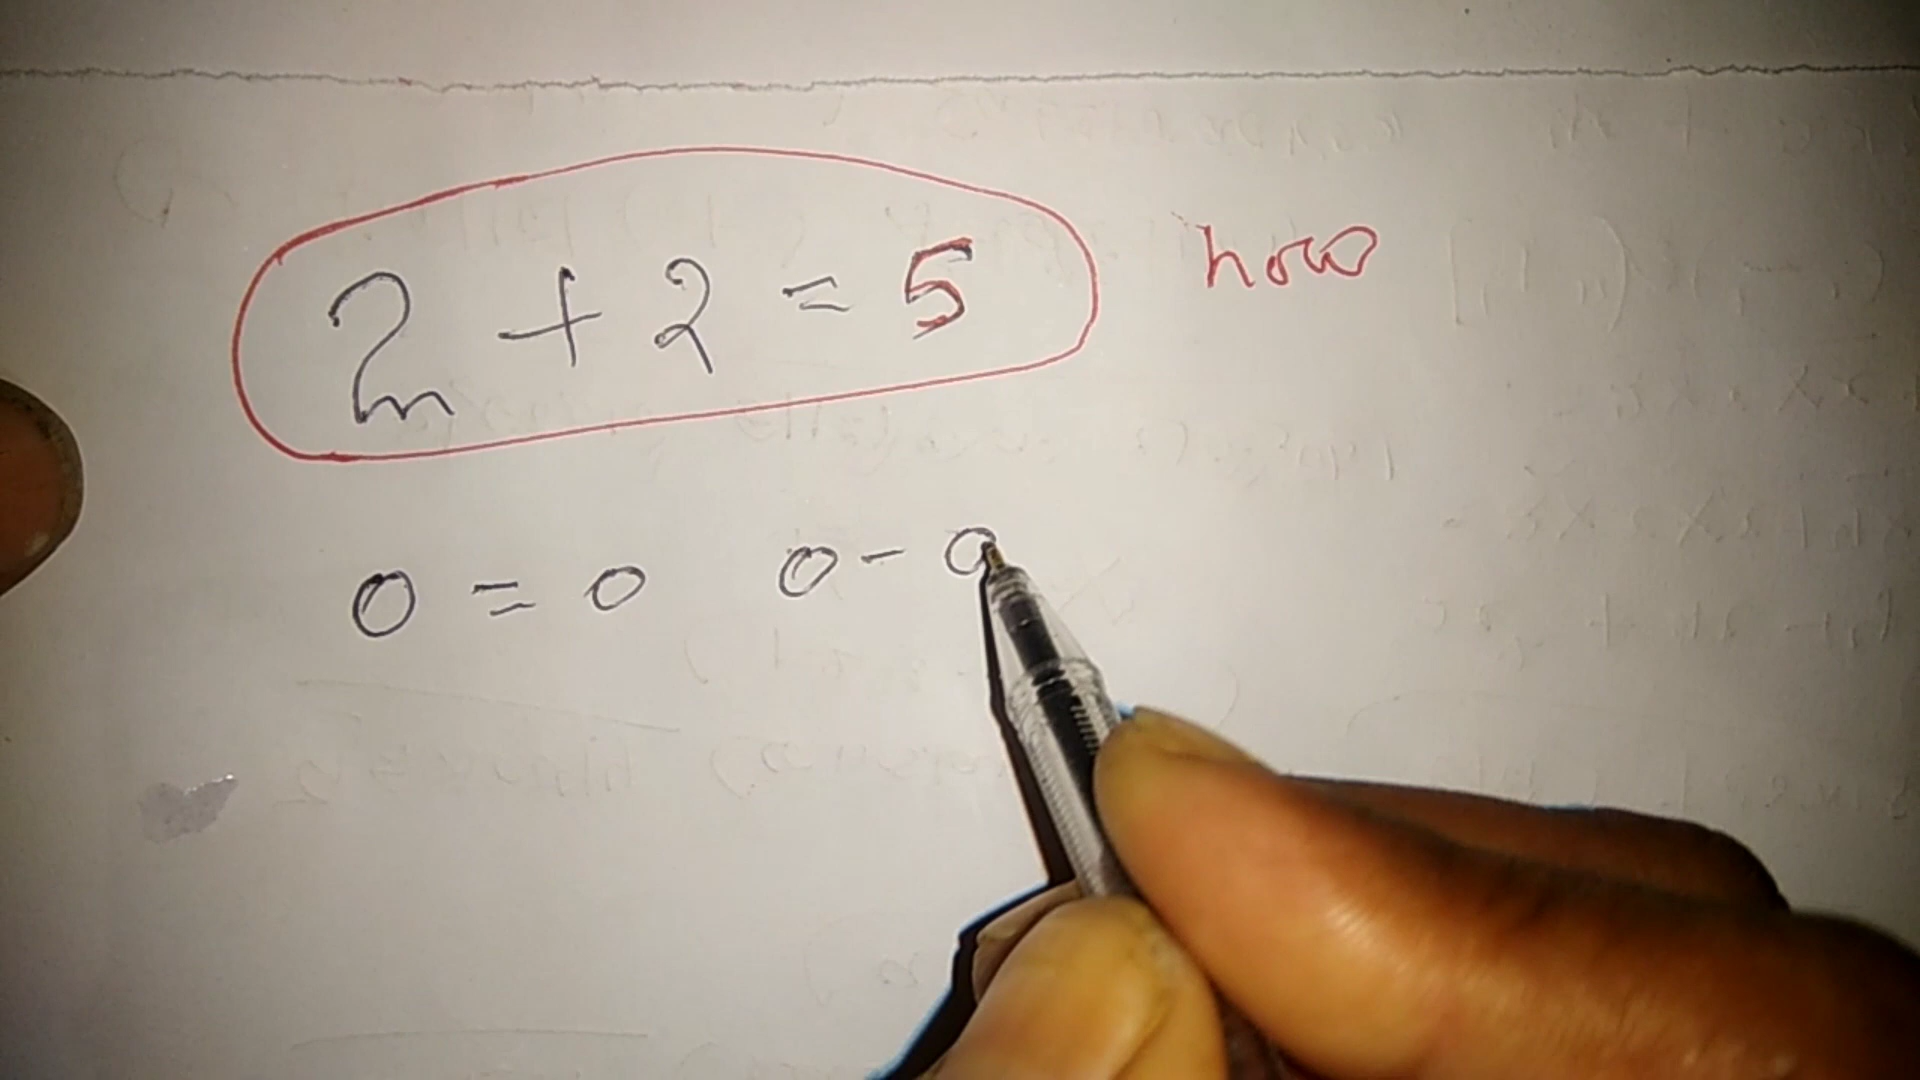 2 + 2 = 5 how
0 = 0 0 - 0